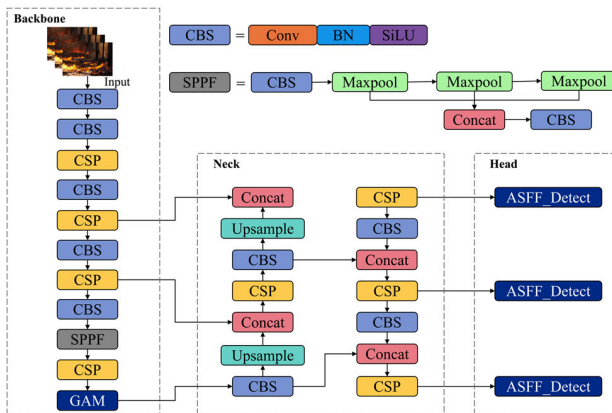 Backbone
Input
CBS
CBS
CSP
CBS
CSP
CBS
CSP
CBS
SPPF
CSP
GAM
CBS = Conv BN SiLU
SPPF = CBS Maxpool Maxpool Maxpool
Concat CBS
Neck
Concat
Upsample
CBS
CSP
Concat
Upsample
CBS
CSP
CBS
Concat
CSP
CBS
Concat
CSP
Head
ASFF_Detect
ASFF_Detect
ASFF_Detect